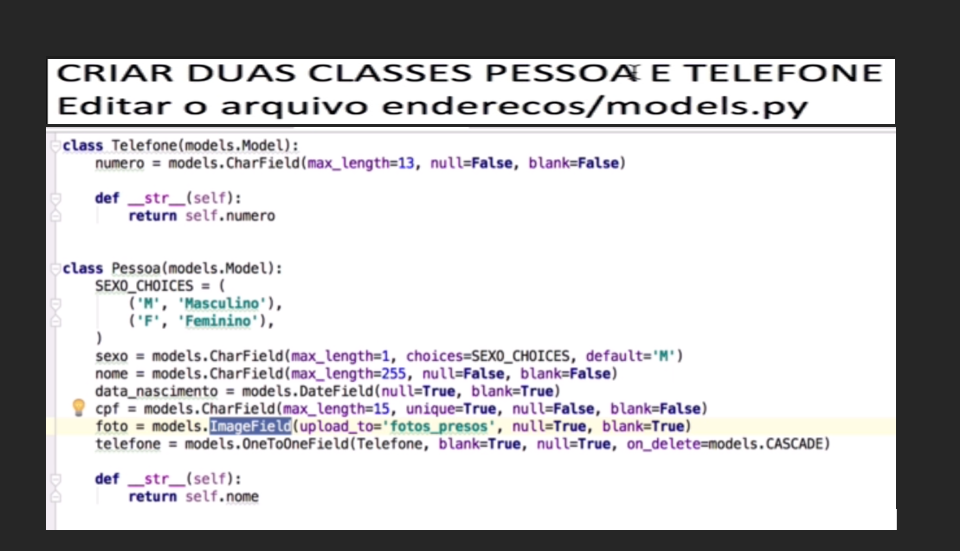 CRIAR DUAS CLASSES PESSOA E TELEFONE
Editar o arquivo enderecos/models.py
class Telefone(models.Model):
numero = models.CharField(max_length=13, null=False, blank=False)
def __str__(self):
return self.numero
class Pessoa(models.Model):
SEXO_CHOICES = (
('M', 'Masculino'),
('F', 'Feminino'),
)
sexo = models.CharField(max_length=1, choices=SEXO_CHOICES, default='M')
nome = models.CharField(max_length=255, null=False, blank=False)
data_nascimento = models.DateField(null=True, blank=True)
cpf = models.CharField(max_length=15, unique=True, null=False, blank=False)
foto = models.ImageField(upload_to='fotos_presos', null=True, blank=True)
telefone = models.OneToOneField(Telefone, blank=True, null=True, on_delete=models.CASCADE)
def __str__(self):
return self.nome